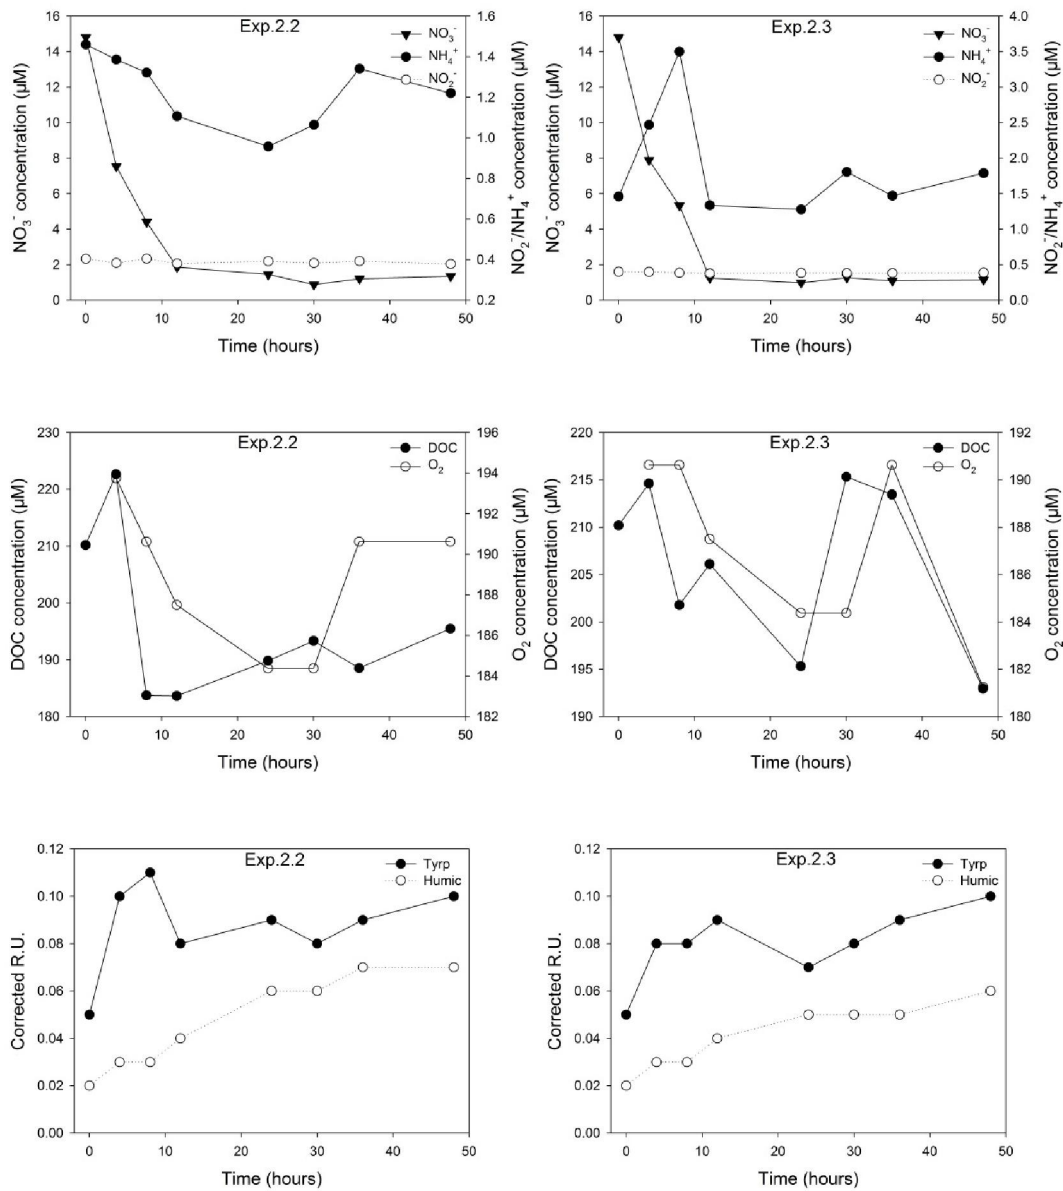 Exp.2.2
NO₃⁻
NH₄⁺
NO₂⁻
NO₃⁻ concentration (µM)
16
14
12
10
8
6
4
2
0
1.6
1.4
1.2
1.0
0.8
0.6
0.4
0.2
NO₂⁻/NH₄⁺ concentration (µM)
0 10 20 30 40 50
Time (hours)
Exp.2.3
NO₃⁻
NH₄⁺
NO₂⁻
NO₃⁻ concentration (µM)
16
14
12
10
8
6
4
2
0
4.0
3.5
3.0
2.5
2.0
1.5
1.0
0.5
0.0
NO₂⁻/NH₄⁺ concentration (µM)
0 10 20 30 40 50
Time (hours)
Exp.2.2
DOC
O₂
DOC concentration (µM)
230
220
210
200
190
180
196
194
192
190
188
186
184
182
O₂ concentration (µM)
0 10 20 30 40 50
Time (hours)
Exp.2.3
DOC
O₂
DOC concentration (µM)
220
215
210
205
200
195
190
192
190
188
186
184
182
180
O₂ concentration (µM)
0 10 20 30 40 50
Time (hours)
Exp.2.2
Tyrp
Humic
Corrected R.U.
0.12
0.10
0.08
0.06
0.04
0.02
0.00
0 10 20 30 40 50
Time (hours)
Exp.2.3
Tyrp
Humic
Corrected R.U.
0.12
0.10
0.08
0.06
0.04
0.02
0.00
0 10 20 30 40 50
Time (hours)